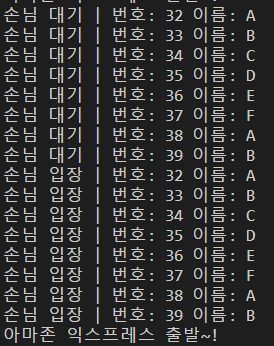 손님 대기 | 번호: 32 이름: A
손님 대기 | 번호: 33 이름: B
손님 대기 | 번호: 34 이름: C
손님 대기 | 번호: 35 이름: D
손님 대기 | 번호: 36 이름: E
손님 대기 | 번호: 37 이름: F
손님 대기 | 번호: 38 이름: A
손님 대기 | 번호: 39 이름: B
손님 입장 | 번호: 32 이름: A
손님 입장 | 번호: 33 이름: B
손님 입장 | 번호: 34 이름: C
손님 입장 | 번호: 35 이름: D
손님 입장 | 번호: 36 이름: E
손님 입장 | 번호: 37 이름: F
손님 입장 | 번호: 38 이름: A
손님 입장 | 번호: 39 이름: B
아마존 익스프레스 출발~!